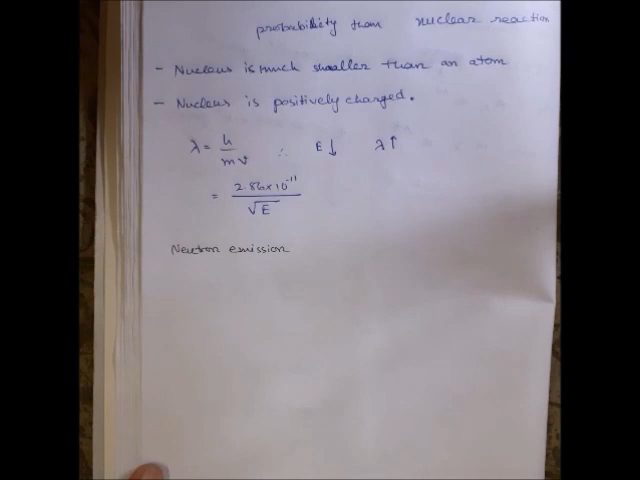 probability than nuclear reaction
- Nucleus is much smaller than an atom
- Nucleus is positively charged.
λ = h/mv ∴ E↓ λ↑
= 2.86×10⁻¹¹/√E
Neutron emission